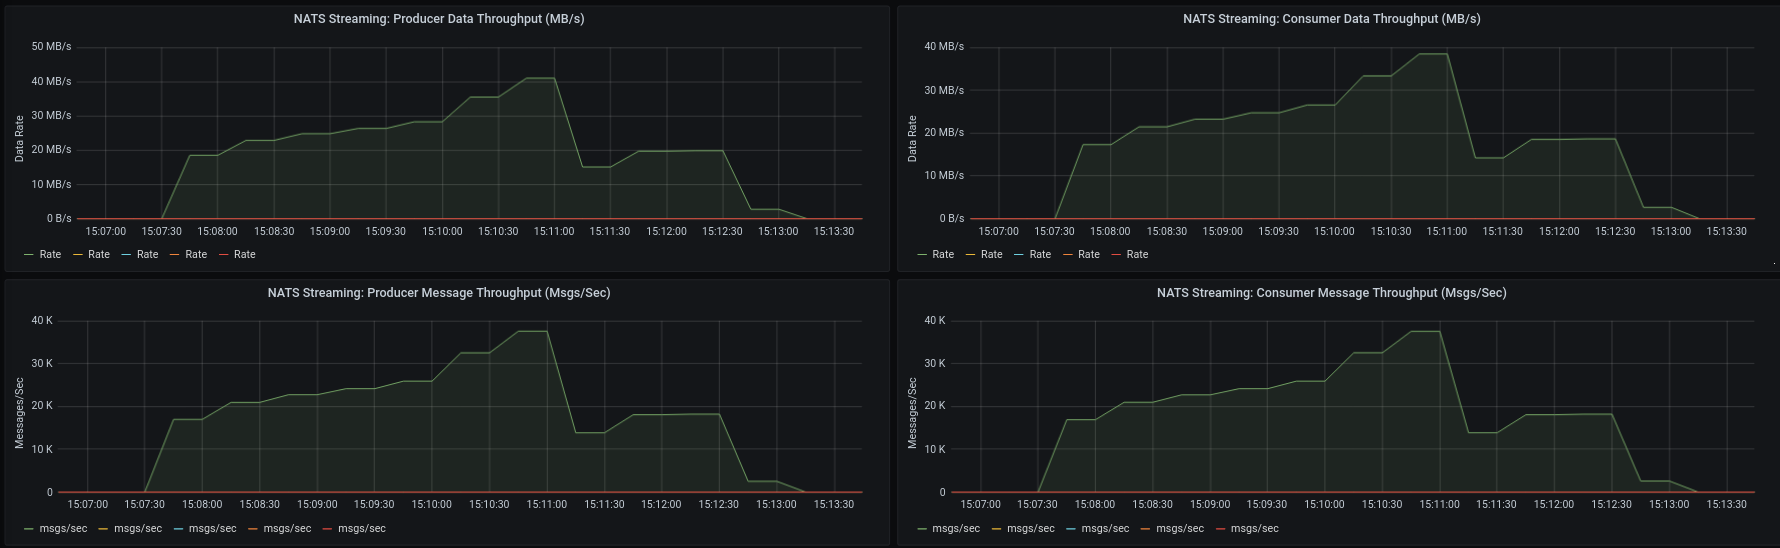 NATS Streaming: Producer Data Throughput (MB/s)
50 MB/s
40 MB/s
30 MB/s
20 MB/s
10 MB/s
0 B/s
Data Rate
15:07:00 15:07:30 15:08:00 15:08:30 15:09:00 15:09:30 15:10:00 15:10:30 15:11:00 15:11:30 15:12:00 15:12:30 15:13:00 15:13:30
Rate Rate Rate Rate Rate
NATS Streaming: Consumer Data Throughput (MB/s)
40 MB/s
30 MB/s
20 MB/s
10 MB/s
0 B/s
Data Rate
15:07:00 15:07:30 15:08:00 15:08:30 15:09:00 15:09:30 15:10:00 15:10:30 15:11:00 15:11:30 15:12:00 15:12:30 15:13:00 15:13:30
Rate Rate Rate Rate Rate
NATS Streaming: Producer Message Throughput (Msgs/Sec)
40 K
30 K
20 K
10 K
0
Messages/Sec
15:07:00 15:07:30 15:08:00 15:08:30 15:09:00 15:09:30 15:10:00 15:10:30 15:11:00 15:11:30 15:12:00 15:12:30 15:13:00 15:13:30
msgs/sec msgs/sec msgs/sec msgs/sec msgs/sec
NATS Streaming: Consumer Message Throughput (Msgs/Sec)
40 K
30 K
20 K
10 K
0
Messages/Sec
15:07:00 15:07:30 15:08:00 15:08:30 15:09:00 15:09:30 15:10:00 15:10:30 15:11:00 15:11:30 15:12:00 15:12:30 15:13:00 15:13:30
msgs/sec msgs/sec msgs/sec msgs/sec msgs/sec